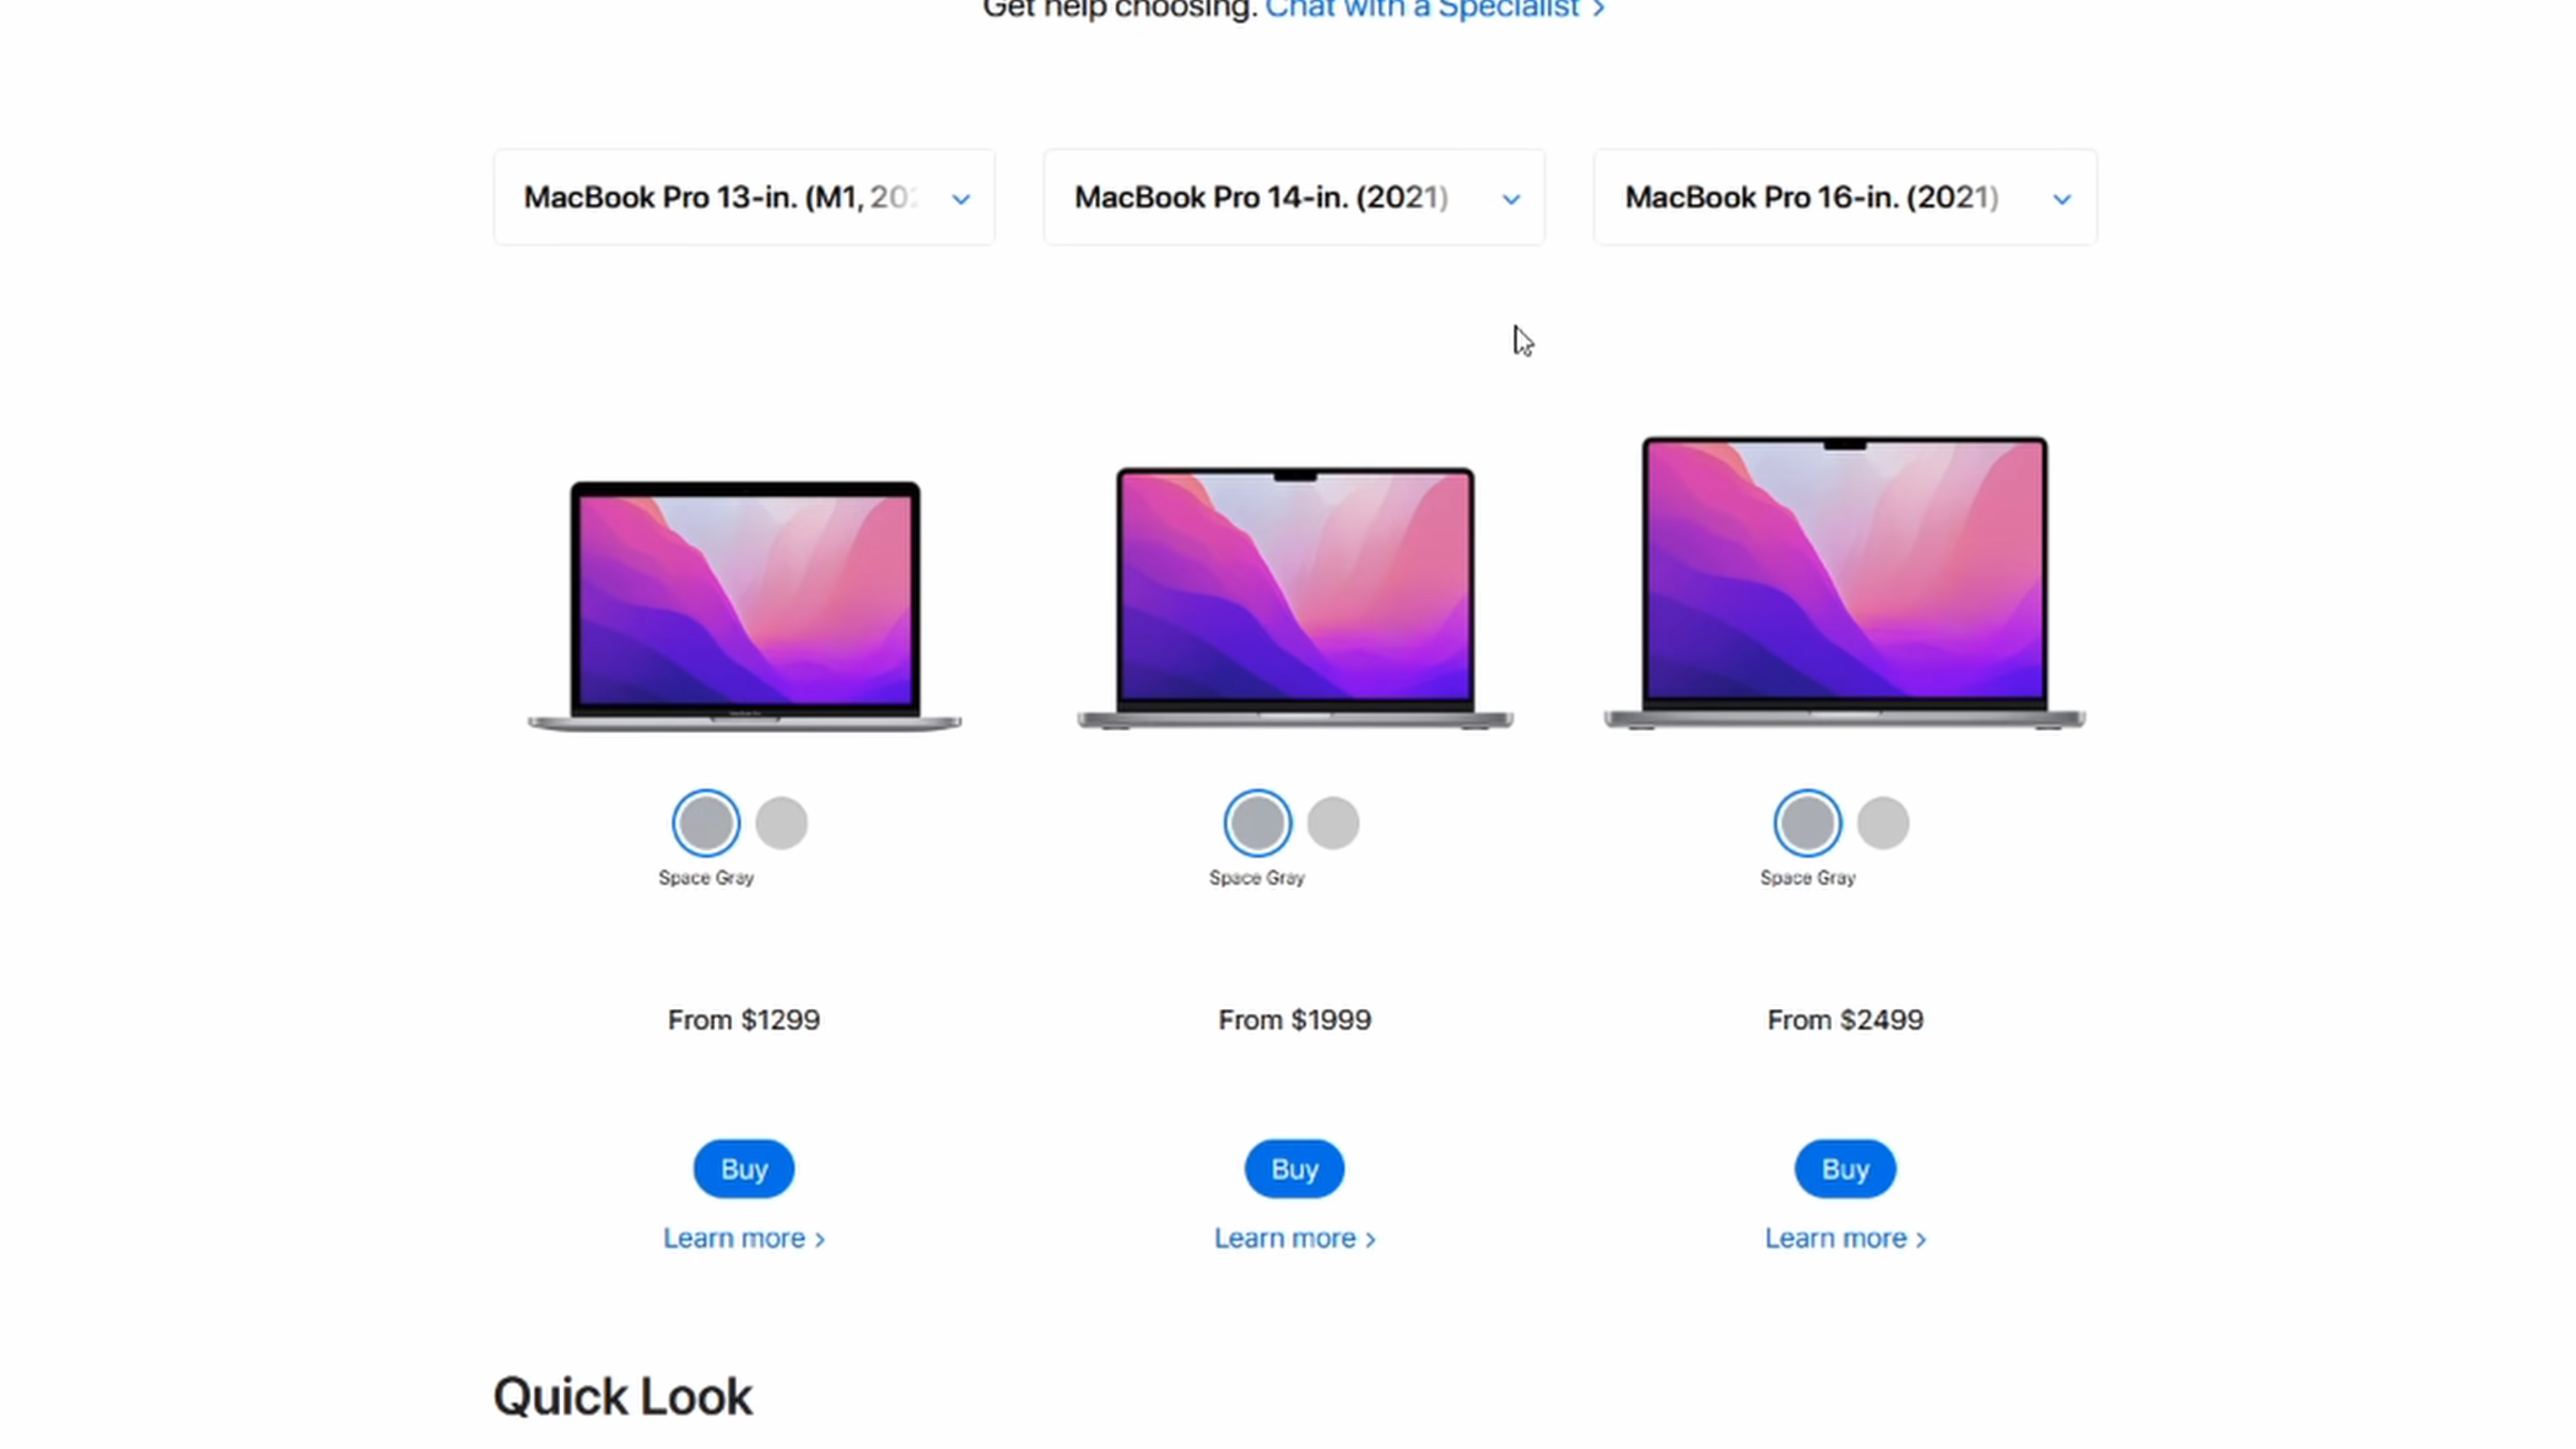 Get help choosing. Chat with a Specialist >
MacBook Pro 13-in. (M1, 20
MacBook Pro 14-in. (2021)
MacBook Pro 16-in. (2021)
Space Gray
Space Gray
Space Gray
From $1299
From $1999
From $2499
Buy
Buy
Buy
Learn more >
Learn more >
Learn more >
Quick Look